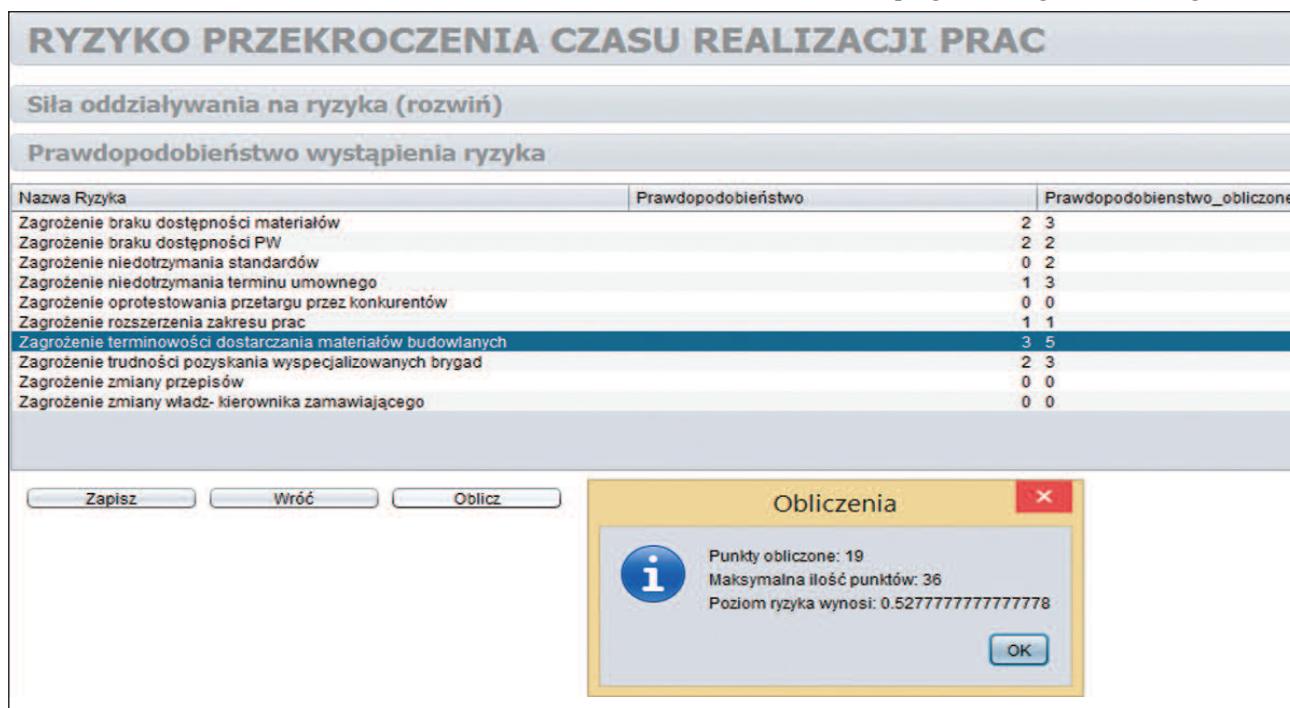 RYZYKO PRZEKROCZENIA CZASU REALIZACJI PRAC
Siła oddziaływania na ryzyka (rozwiń)
Prawdopodobieństwo wystąpienia ryzyka
Nazwa Ryzyka Prawdopodobieństwo Prawdopodobienstwo_obliczone
Zagrożenie braku dostępności materiałów 2 3
Zagrożenie braku dostępności PW 2 2
Zagrożenie niedotrzymania standardów 0 2
Zagrożenie niedotrzymania terminu umownego 1 3
Zagrożenie oprotestowania przetargu przez konkurentów 0 0
Zagrożenie rozszerzenia zakresu prac 1 1
Zagrożenie terminowości dostarczania materiałów budowlanych 3 5
Zagrożenie trudności pozyskania wyspecjalizowanych brygad 2 3
Zagrożenie zmiany przepisów 0 0
Zagrożenie zmiany władz- kierownika zamawiającego 0 0
Zapisz Wróć Oblicz
Obliczenia
Punkty obliczone: 19
Maksymalna ilość punktów: 36
Poziom ryzyka wynosi: 0.5277777777777778
OK